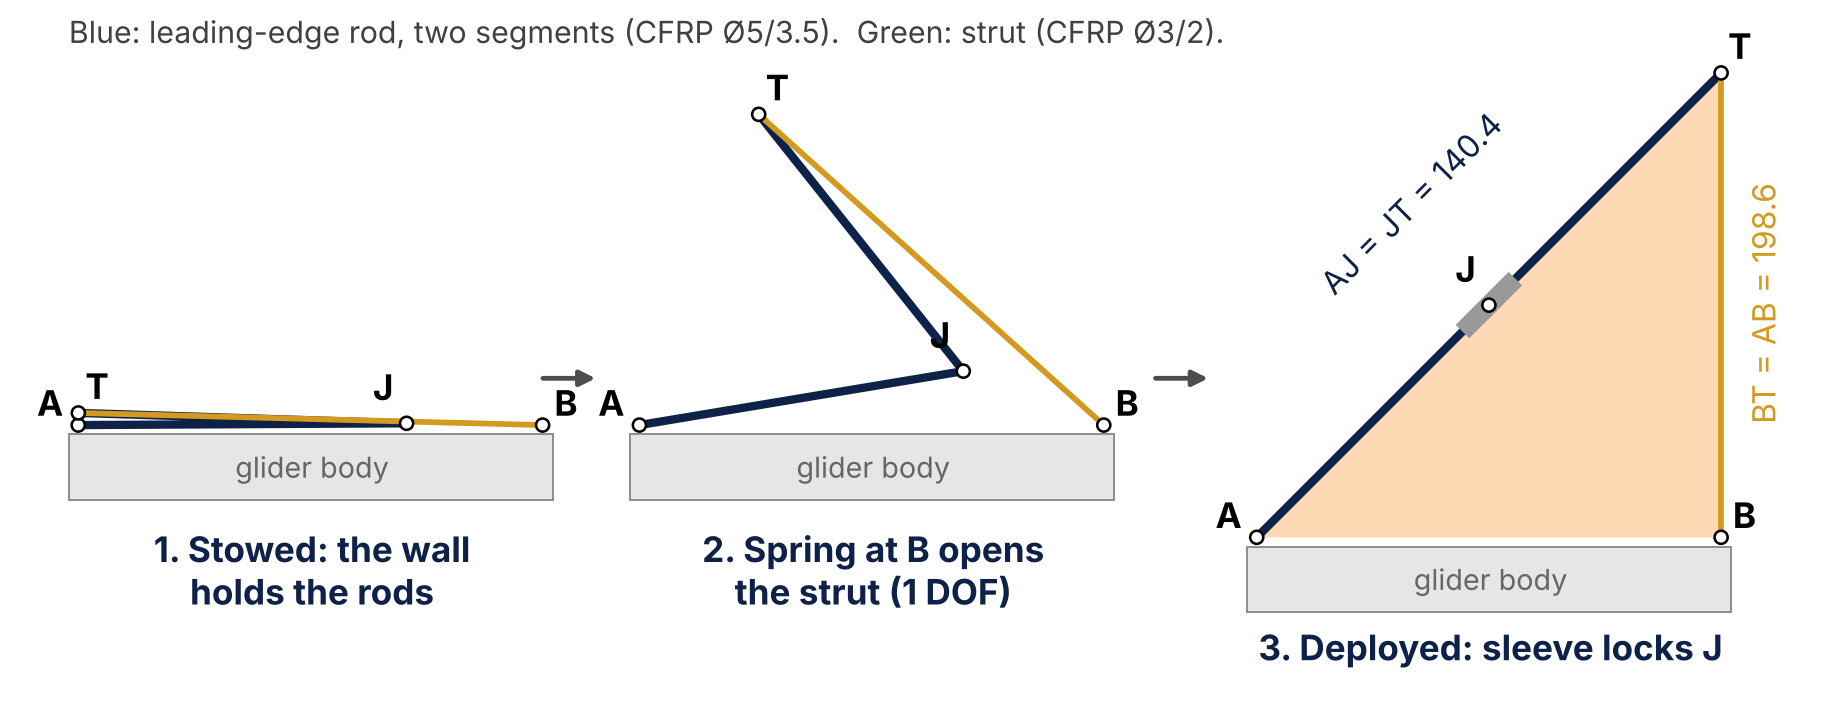 Blue: leading-edge rod, two segments (CFRP Ø5/3.5).  Green: strut (CFRP Ø3/2).
A
T
J
B
glider body
1. Stowed: the wall
holds the rods
T
J
A
B
glider body
2. Spring at B opens
the strut (1 DOF)
T
AJ = JT = 140.4
J
BT = AB = 198.6
A
B
glider body
3. Deployed: sleeve locks J